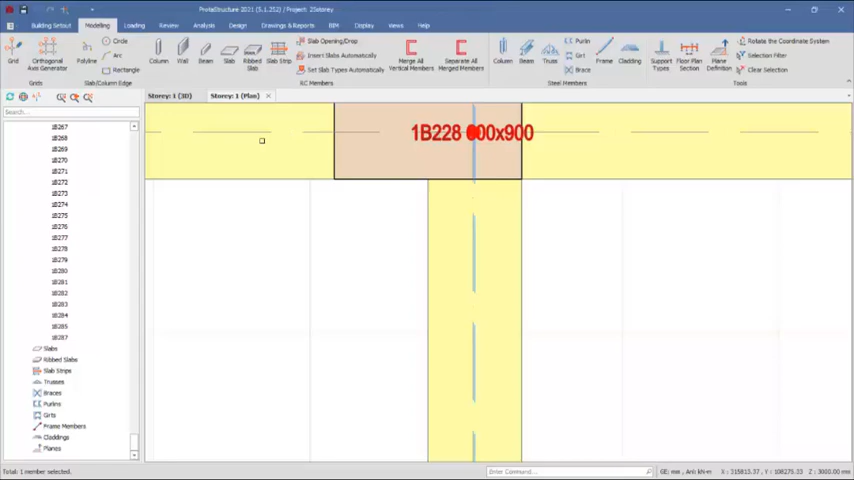 ProtaStructure 2021 (5.1.252) / Project: 2Storey
Building Setout Modelling Loading Review Analysis Design Drawings & Reports BIM Display Views Help
Grid
Orthogonal
Axis Generator
Grids
Polyline
Circle
Arc
Rectangle
Slab/Column Edge
Column
Wall
Beam
Slab
Ribbed
Slab
Slab Strip
Slab Opening/Drop
Insert Slabs Automatically
Set Slab Types Automatically
Merge All
Vertical Members
Separate All
Merged Members
RC Members
Column
Beam
Truss
Purlin
Girt
Brace
Frame
Cladding
Steel Members
Support
Types
Floor Plan
Section
Plane
Definition
Rotate the Coordinate System
Selection Filter
Clear Selection
Tools
Storey: 1 (3D) Storey: 1 (Plan)
Search...
1B267
1B268
1B269
1B270
1B271
1B272
1B273
1B274
1B275
1B276
1B277
1B278
1B279
1B280
1B281
1B282
1B283
1B284
1B285
1B286
1B287
Slabs
Ribbed Slabs
Slab Strips
Trusses
Braces
Purlins
Girts
Frame Members
Claddings
Planes
1B228 600x900
Total: 1 member selected.
Enter Command...
GE: mm , Ani: kN-m X : 315813.37, Y : 108275.33 Z : 3000.00 mm